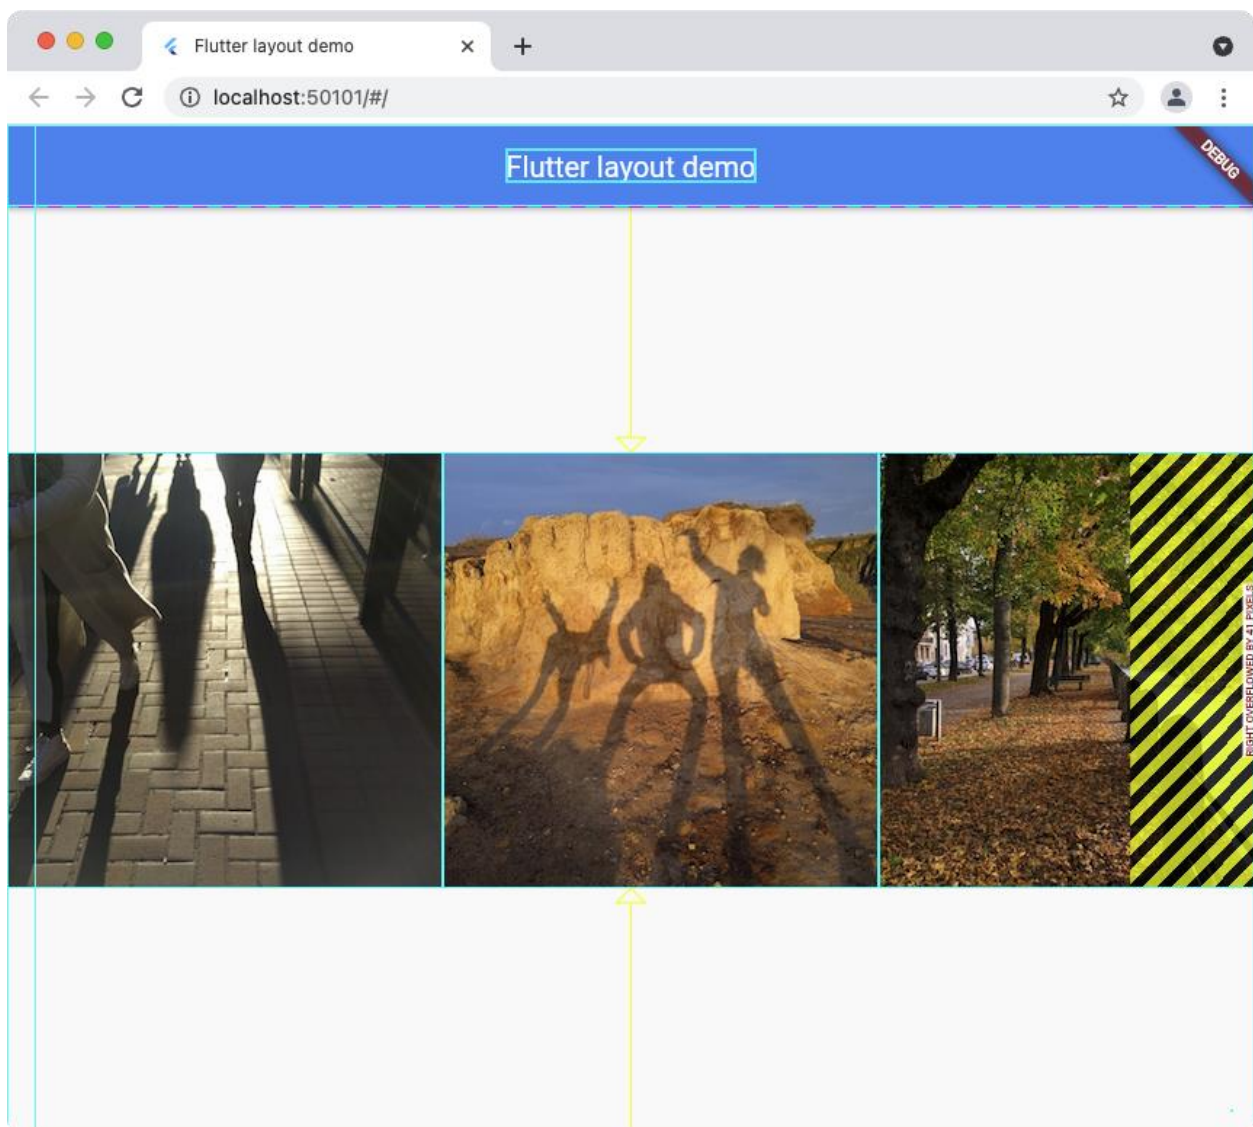 Flutter layout demo
localhost:50101/#/
Flutter layout demo
DEBUG
RIGHT OVERFLOWED BY 41 PIXELS